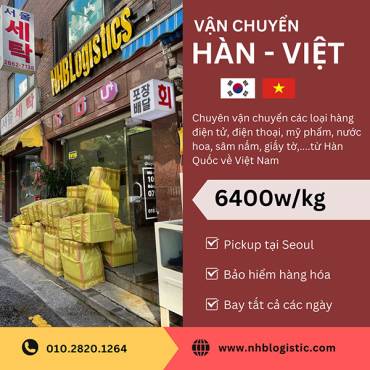 서울
세탁
NHBLogistics
포장
배달
회
VẬN CHUYỂN
HÀN - VIỆT
Chuyên vận chuyển các loại hàng
điện tử, điện thoại, mỹ phẩm, nước
hoa, sâm nấm, giấy tờ,....từ Hàn
Quốc về Việt Nam
6400w/kg
Pickup tại Seoul
Bảo hiểm hàng hóa
Bay tất cả các ngày
010.2820.1264
www.nhblogistic.com